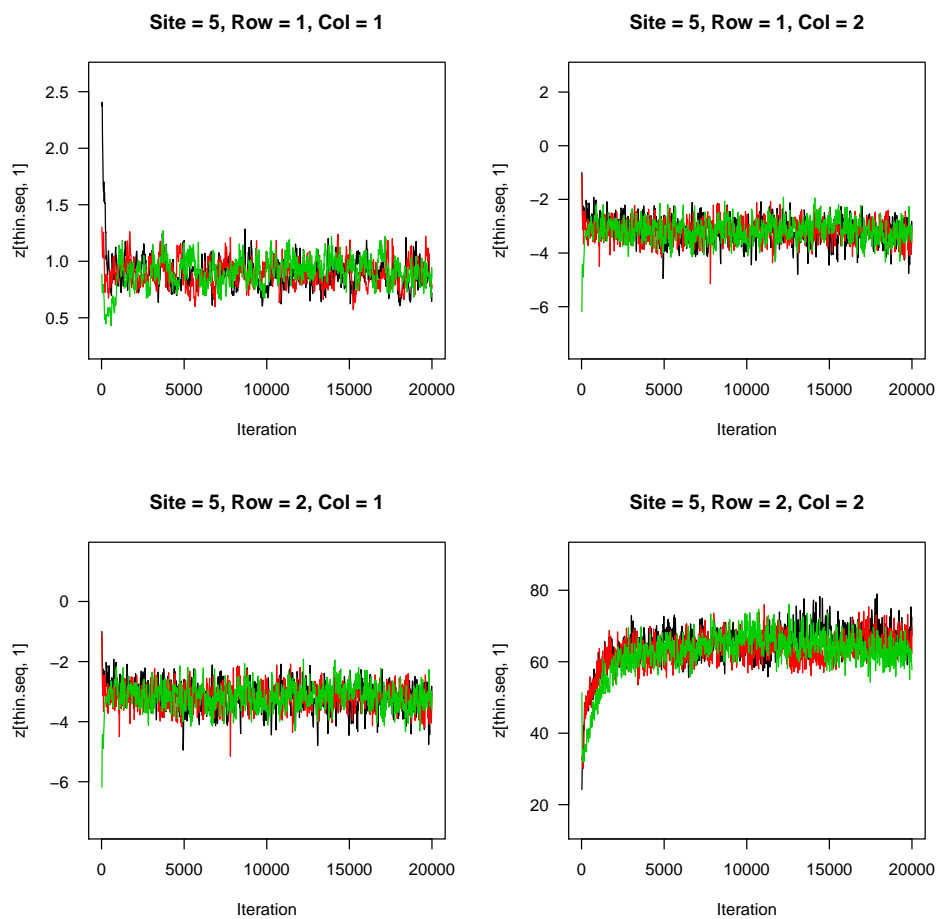 Site = 5, Row = 1, Col = 1
2.5
2.0
1.5
1.0
0.5
z[thin.seq, 1]
0 5000 10000 15000 20000
Iteration
Site = 5, Row = 1, Col = 2
2
0
−2
−4
−6
z[thin.seq, 1]
0 5000 10000 15000 20000
Iteration
Site = 5, Row = 2, Col = 1
0
−2
−4
−6
z[thin.seq, 1]
0 5000 10000 15000 20000
Iteration
Site = 5, Row = 2, Col = 2
80
60
40
20
z[thin.seq, 1]
0 5000 10000 15000 20000
Iteration